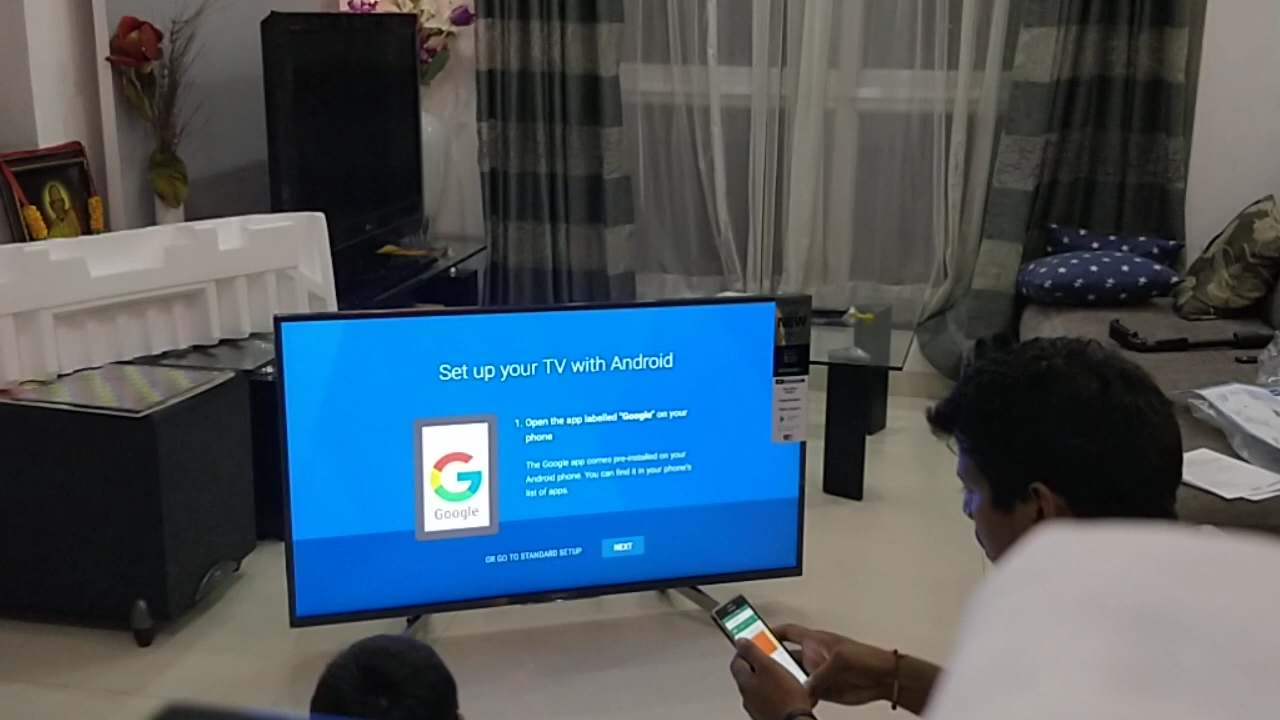 Set up your TV with Android
1. Open the app labelled "Google" on your
phone
The Google app comes pre-installed on your
Android phone. You can find it in your phone's
list of apps.
Google
OR GO TO STANDARD SETUP
NEXT
NEW